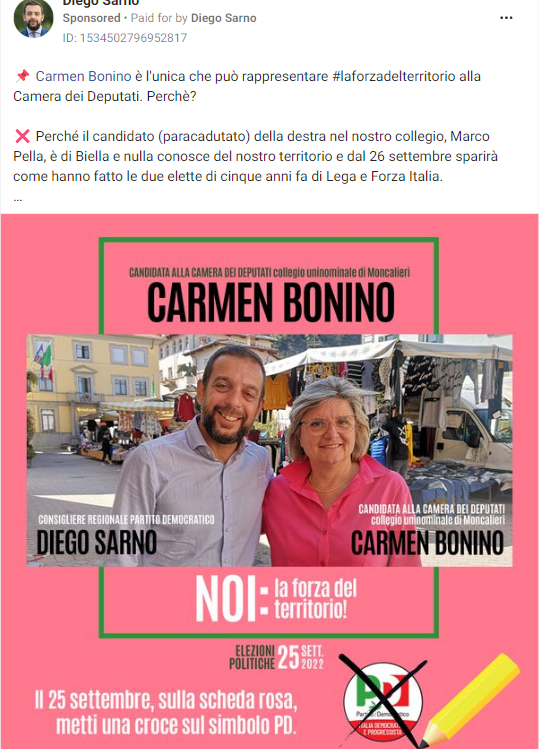 Diego Sarno
Sponsored • Paid for by Diego Sarno
ID: 1534502796952817
📌 Carmen Bonino è l'unica che può rappresentare #laforzadelterritorio alla
Camera dei Deputati. Perchè?
❌ Perché il candidato (paracadutato) della destra nel nostro collegio, Marco
Pella, è di Biella e nulla conosce del nostro territorio e dal 26 settembre sparirà
come hanno fatto le due elette di cinque anni fa di Lega e Forza Italia.
...
CANDIDATA ALLA CAMERA DEI DEPUTATI collegio uninominale di Moncalieri
CARMEN BONINO
CONSIGLIERE REGIONALE PARTITO DEMOCRATICO
DIEGO SARNO
CANDIDATA ALLA CAMERA DEI DEPUTATI
collegio uninominale di Moncalieri
CARMEN BONINO
NOI: la forza del
territorio!
ELEZIONI
POLITICHE 25 SETT.
2022
Il 25 settembre, sulla scheda rosa,
metti una croce sul simbolo PD.
PD
Partito Democratico
ITALIA DEMOCRATICA
E PROGRESSISTA